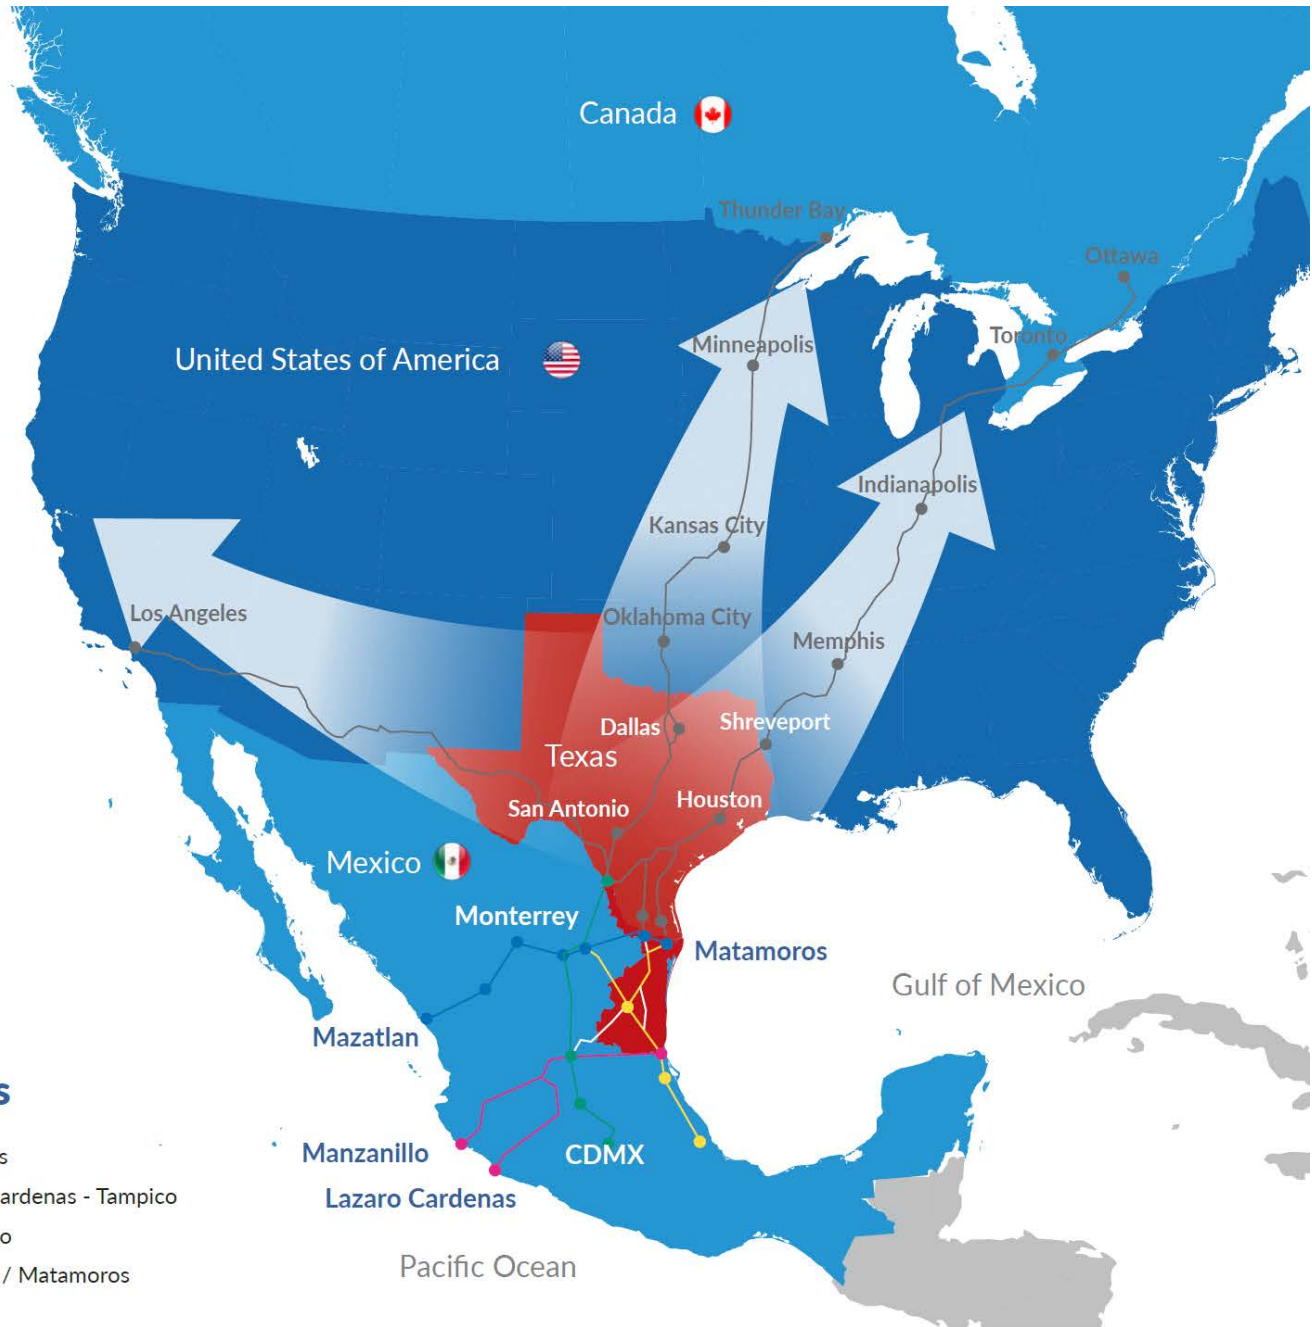 Canada
Thunder Bay
Ottawa
Toronto
Minneapolis
United States of America
Indianapolis
Kansas City
Los Angeles
Oklahoma City
Memphis
Dallas
Shreveport
Texas
San Antonio
Houston
Mexico
Monterrey
Matamoros
Gulf of Mexico
Mazatlan
s
Manzanillo
CDMX
s
ardenas - Tampico
Lazaro Cardenas
o
/ Matamoros
Pacific Ocean